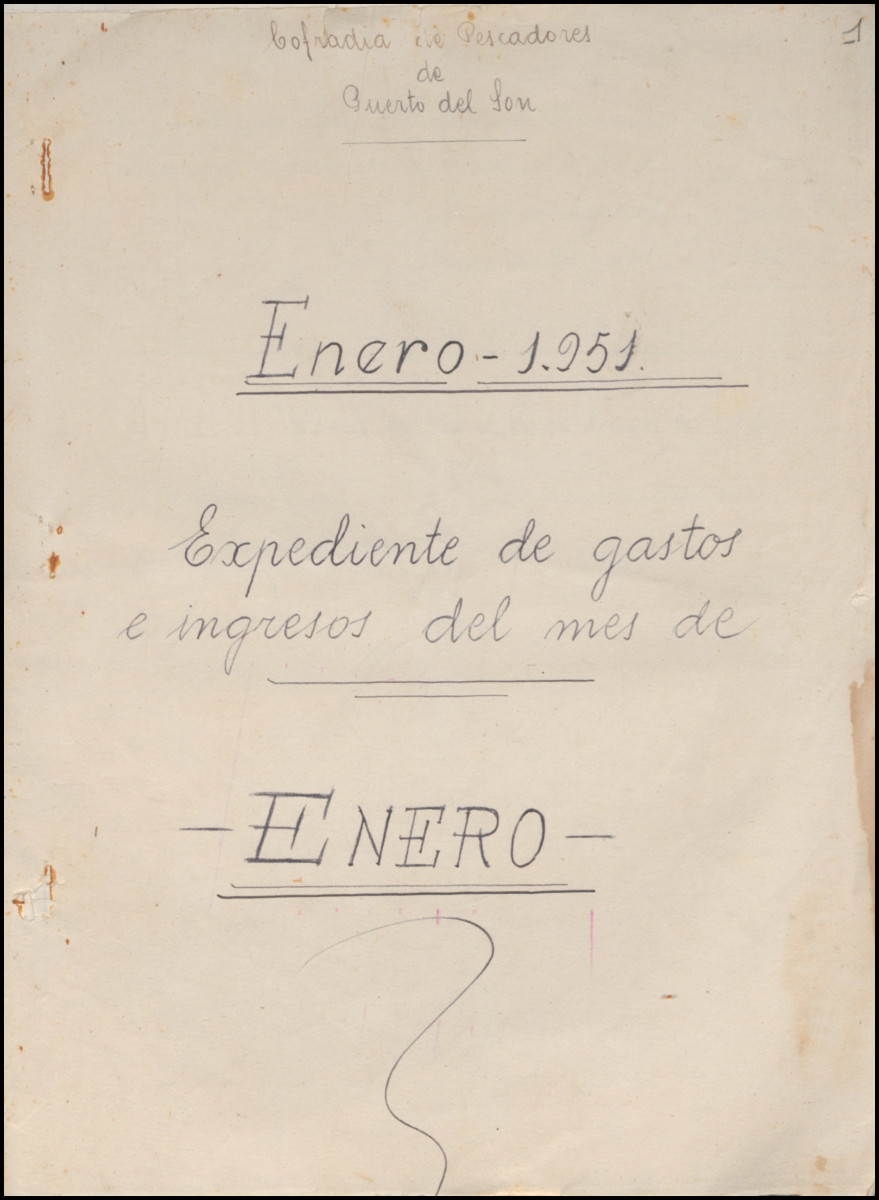 1
Cofradia de Pescadores
de
Puerto del Son
Enero - 1.951.
Expediente de gastos
e ingresos del mes de
- ENERO -